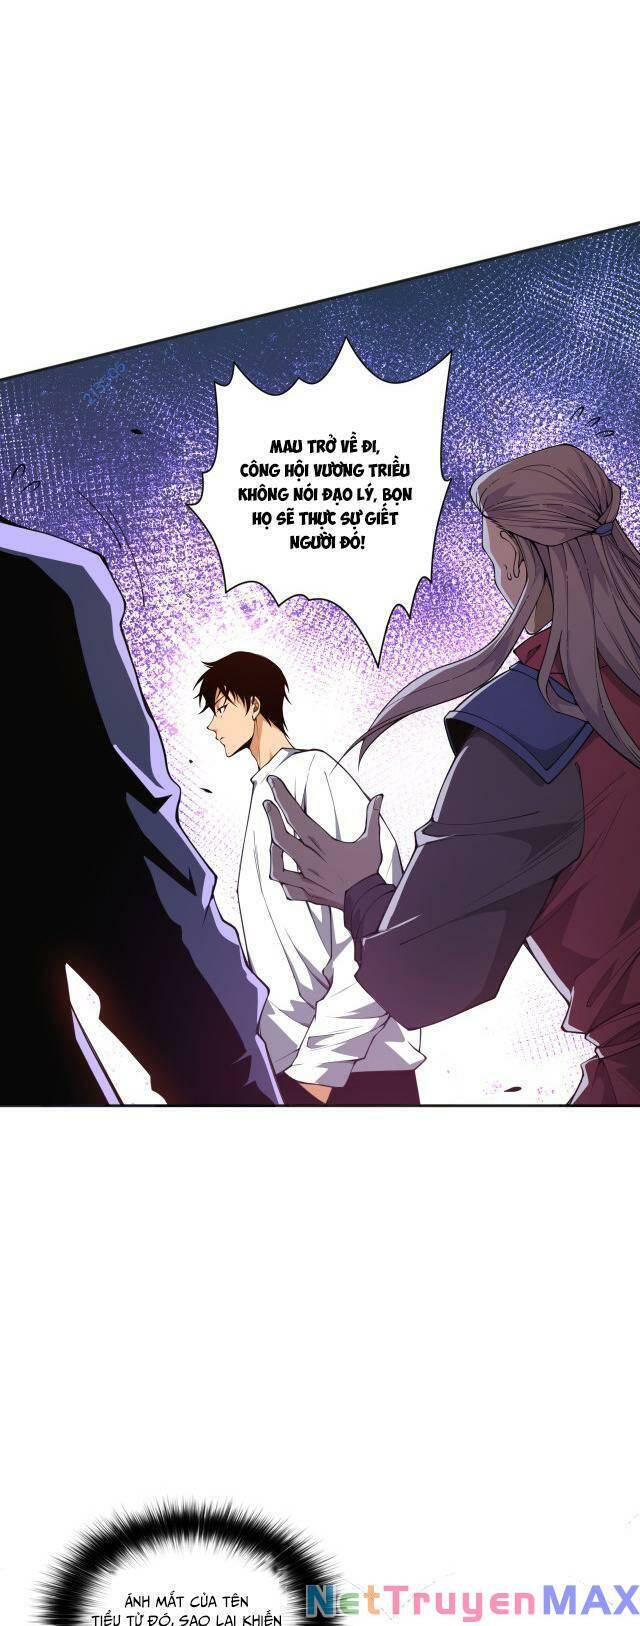 215506
MAU TRỞ VỀ ĐI,
CÔNG HỘI VƯƠNG TRIỀU
KHÔNG NÓI ĐẠO LÝ, BỌN
HỌ SẼ THỰC SỰ GIẾT
NGƯỜI ĐÓ!
ÁNH MẮT CỦA TÊN
TIỂU TỬ ĐÓ, SAO LẠI KHIẾN
NETTRUYENMAX